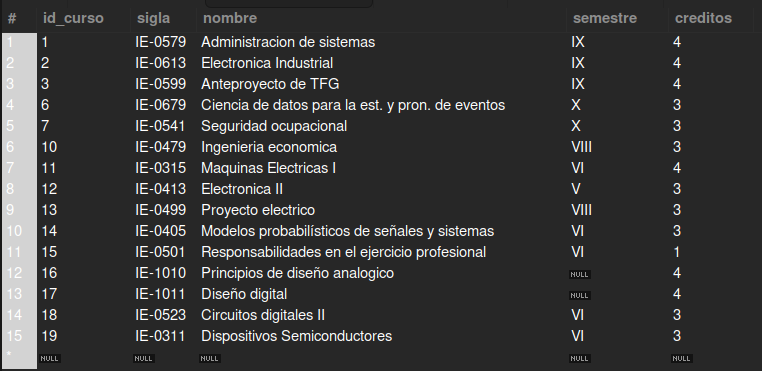 # id_curso sigla nombre semestre creditos
1 1 IE-0579 Administracion de sistemas IX 4
2 2 IE-0613 Electronica Industrial IX 4
3 3 IE-0599 Anteproyecto de TFG IX 4
4 6 IE-0679 Ciencia de datos para la est. y pron. de eventos X 3
5 7 IE-0541 Seguridad ocupacional X 3
6 10 IE-0479 Ingenieria economica VIII 3
7 11 IE-0315 Maquinas Electricas I VI 4
8 12 IE-0413 Electronica II V 3
9 13 IE-0499 Proyecto electrico VIII 3
10 14 IE-0405 Modelos probabilísticos de señales y sistemas VI 3
11 15 IE-0501 Responsabilidades en el ejercicio profesional VI 1
12 16 IE-1010 Principios de diseño analogico NULL 4
13 17 IE-1011 Diseño digital NULL 4
14 18 IE-0523 Circuitos digitales II VI 3
15 19 IE-0311 Dispositivos Semiconductores VI 3
* NULL NULL NULL NULL NULL